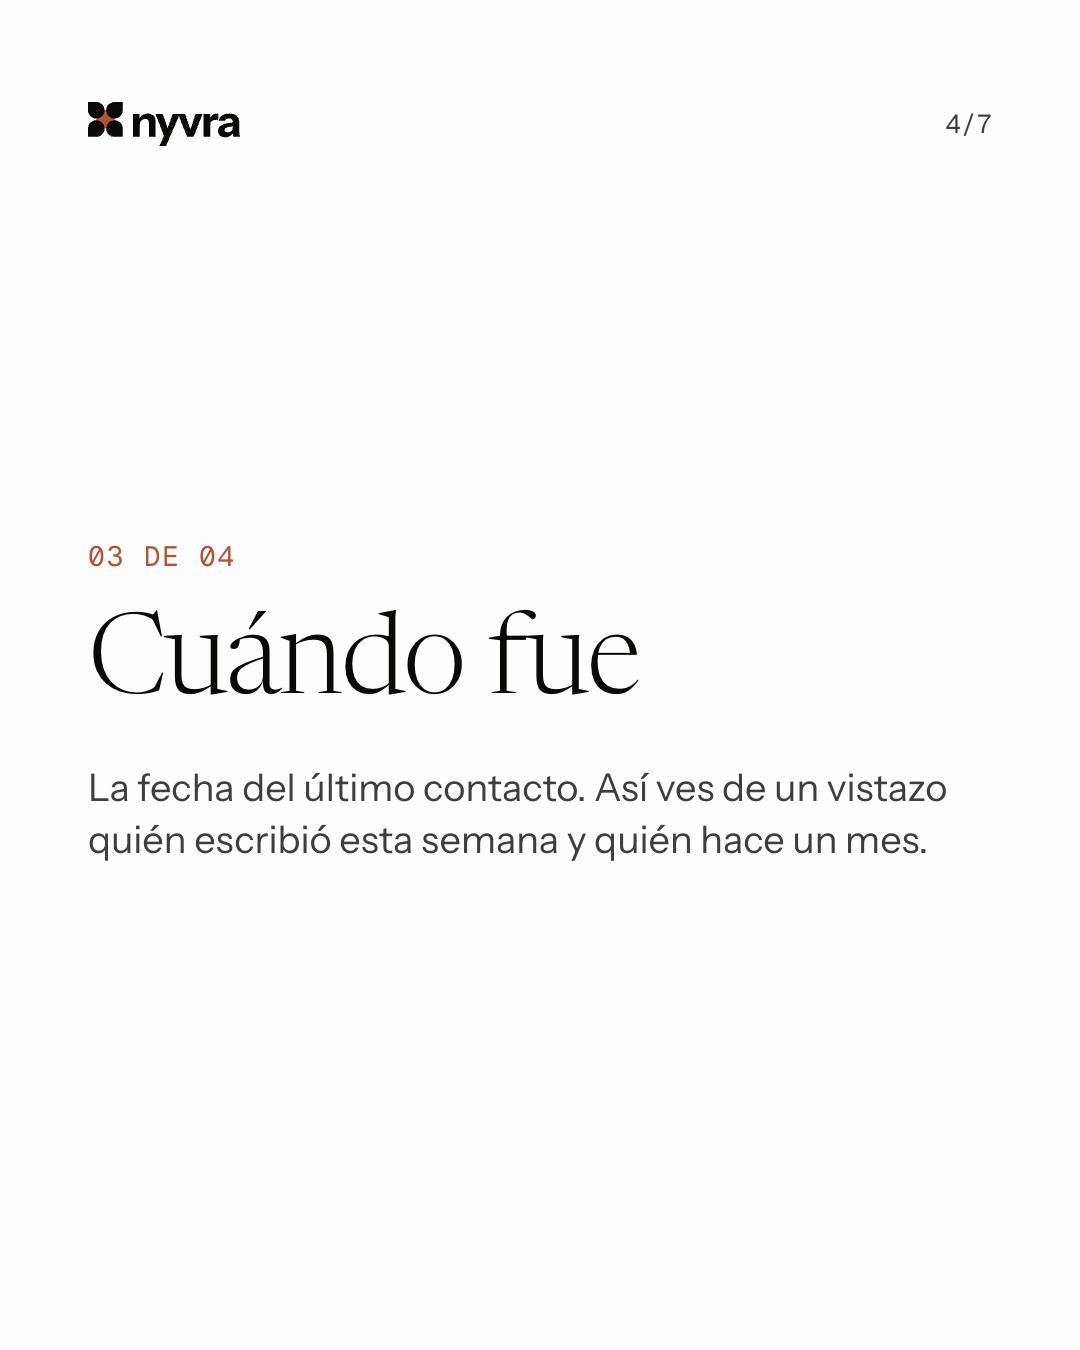 nyvra
4/7
03 DE 04
Cuándo fue
La fecha del último contacto. Así ves de un vistazo
quién escribió esta semana y quién hace un mes.